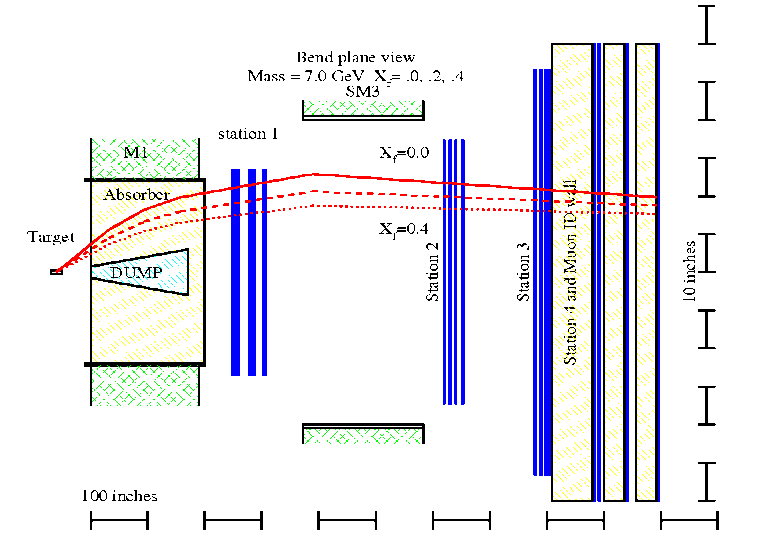 Bend plane view
Mass = 7.0 GeV X_f= .0, .2, .4
SM3
station 1
M1
X_f=0.0
Absorber
Target
X_f=0.4
DUMP
Station 2
Station 3
Station 4 and Muon ID wall
10 inches
100 inches